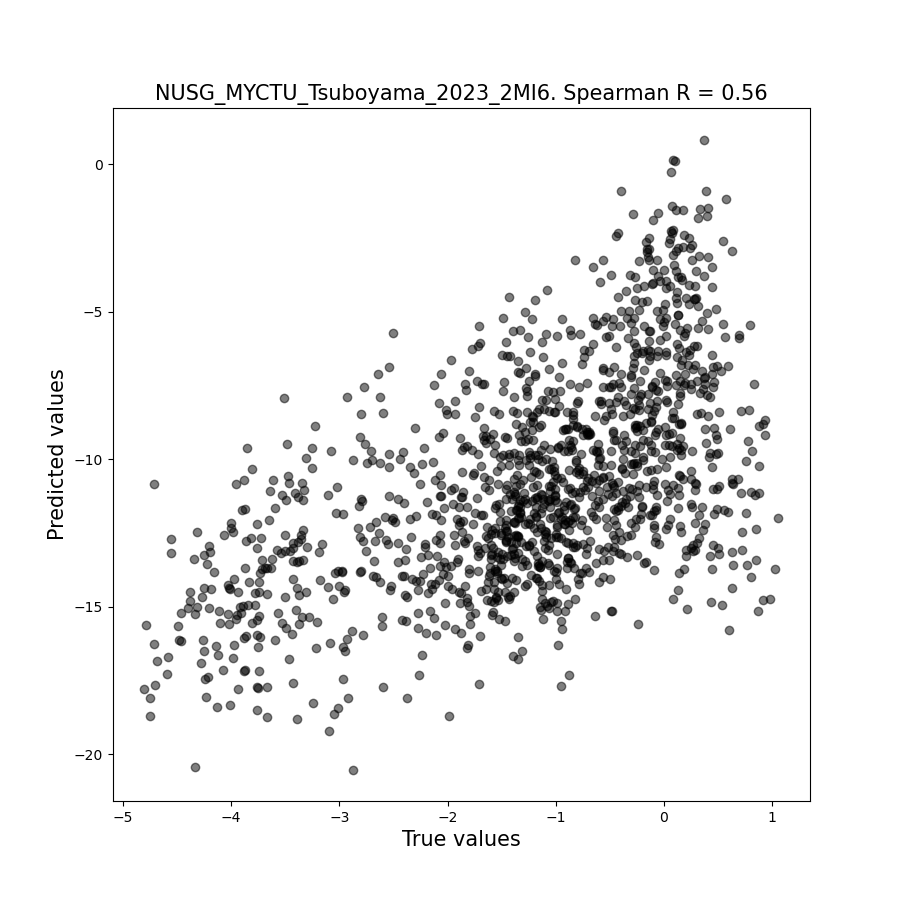 NUSG_MYCTU_Tsuboyama_2023_2MI6. Spearman R = 0.56
0
−5
−10
−15
−20
Predicted values
−5 −4 −3 −2 −1 0 1
True values